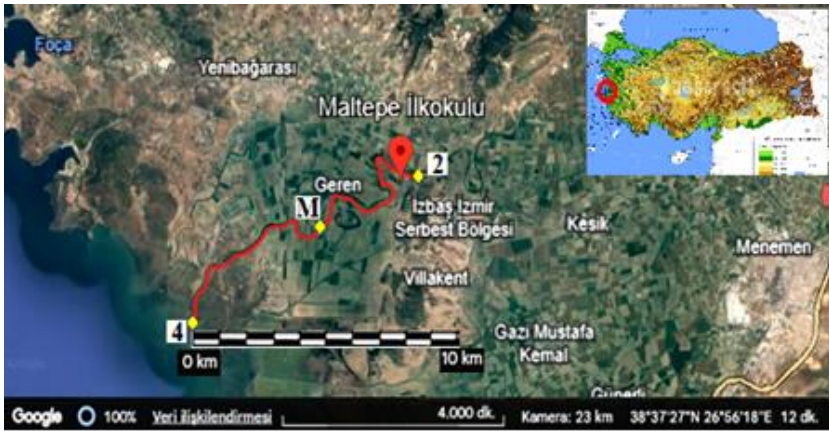 Foça
Yenibağarası
Maltepe İlkokulu
2
Geren
M
İzbaş İzmir
Serbest Bölgesi
Kesik
Menemen
Villakent
4
Gazi Mustafa
Kemal
0 km
10 km
Google
100%
Veri ilişkilendirmesi
4.000 dk.
Kamera: 23 km
38°37'27"N 26°56'18"E
12 dk.